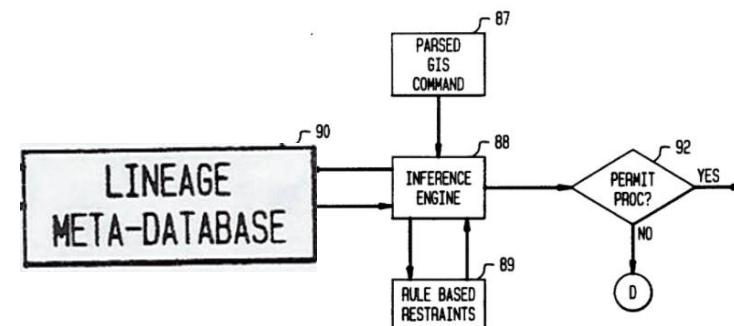 87
PARSED
GIS
COMMAND
90
LINEAGE
META-DATABASE
88
INFERENCE
ENGINE
92
PERMIT
PROC?
YES
NO
D
89
RULE BASED
RESTRAINTS